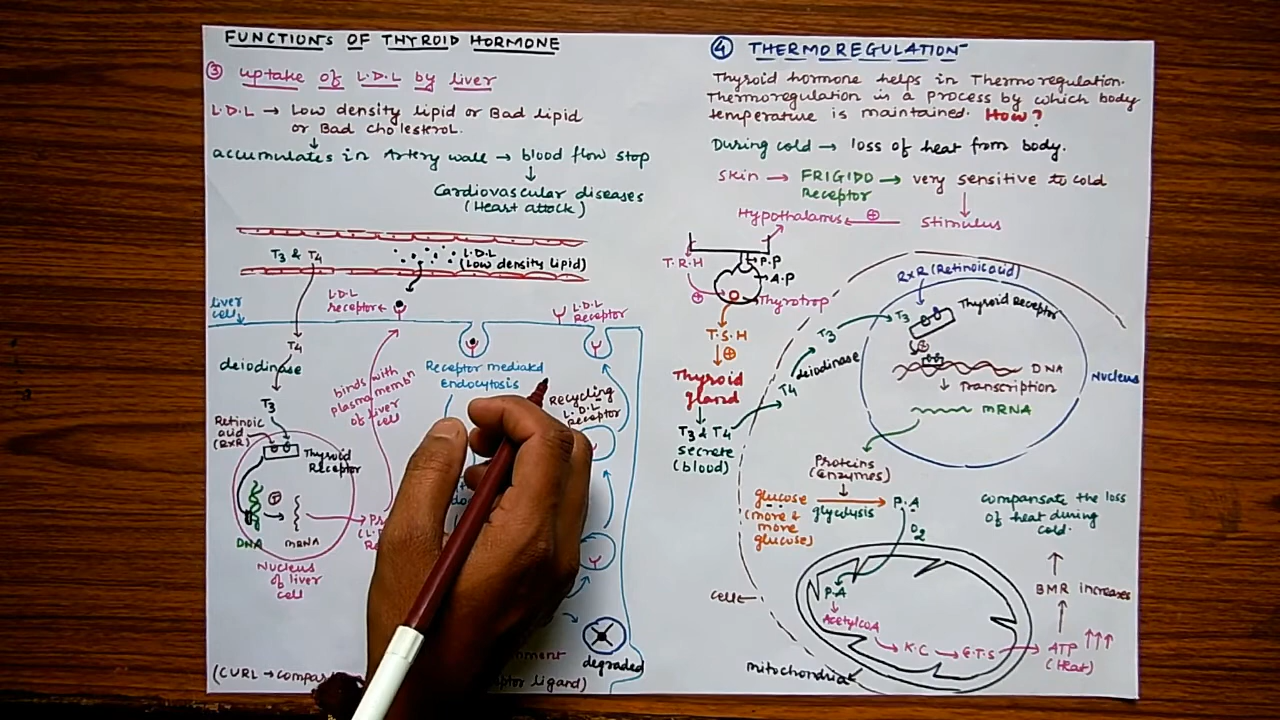 FUNCTIONS OF THYROID HORMONE
③ uptake of L.D.L by liver
L.D.L → Low density lipid or Bad lipid
or Bad cholesterol.
accumulates in Artery wall → blood flow stop
Cardiovascular diseases
(Heart attack)
T3 & T4
L.D.L
(Low density lipid)
liver
cell
L.D.L
receptor
L.D.L
Receptor
T4
deiodinase
T3
Retinoic
acid
(RxR)
Thyroid
Receptor
DNA
mRNA
Nucleus
of liver
cell
binds with
plasma membn
of liver
cell
Receptor mediated
Endocytosis
Recycling
L.D.L
Receptor
degraded
(CURL →
ligand)
④ THERMOREGULATION
Thyroid hormone helps in Thermoregulation.
Thermoregulation is a process by which body
temperature is maintained. How?
During cold → loss of heat from body.
Skin → FRIGIDO → very sensitive to cold
Receptor
Hypothalamus ← ⊕ Stimulus
T.R.H
P.P
A.P
⊕
Thyrotrop
T.S.H
⊕
Thyroid
gland
T3 & T4
secrete
(blood)
T4
deiodinase
T3
RxR (Retinoic acid)
T3
Thyroid Receptor
⊕
DNA
Transcription
mRNA
Nucleus
Proteins
(Enzymes)
glucose → P.A
glycolysis
(more &
more
glucose)
O2
P.A
AcetylCOA
K.C → E.T.S → ATP ↑↑↑
(Heat)
BMR increases
compensate the loss
of heat during
cold.
cell
mitochondria